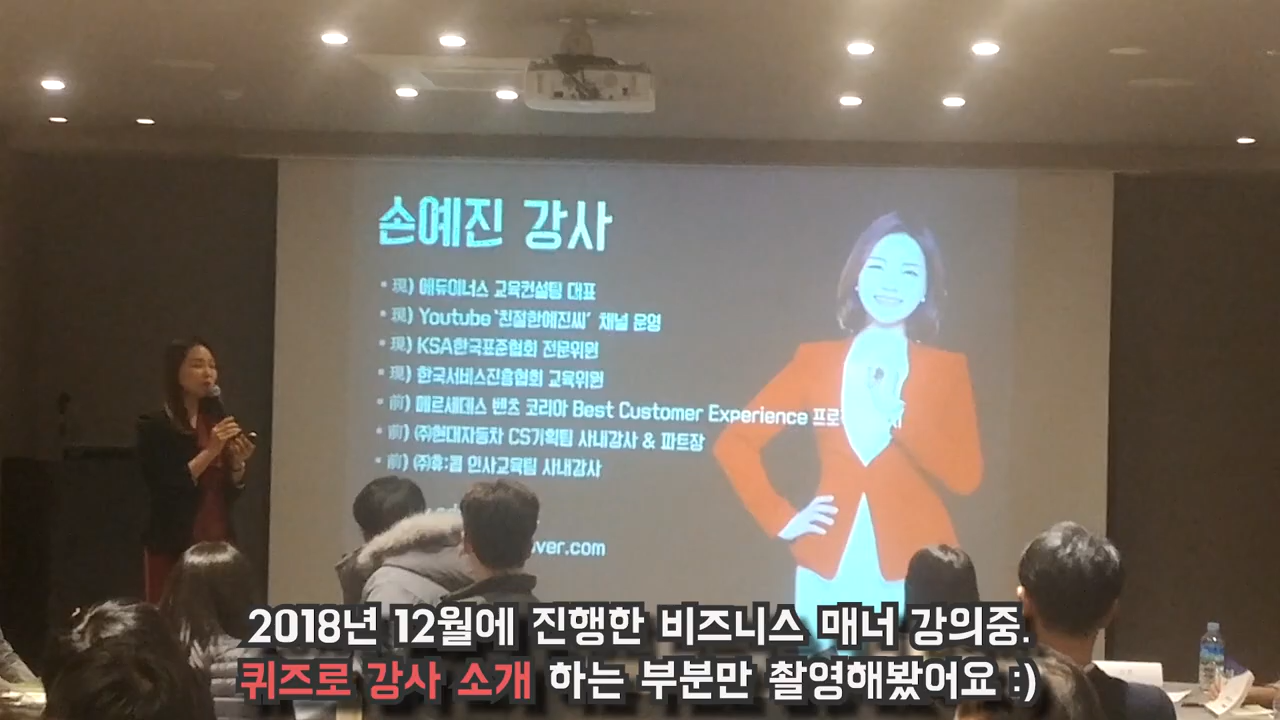 손예진 강사
• 現) 에듀이너스 교육컨설팅 대표
• 現) Youtube '친절한예진씨' 채널 운영
• 現) KSA한국표준협회 전문위원
• 現) 한국서비스진흥협회 교육위원
• 前) 메르세데스 벤츠 코리아 Best Customer Experience
• 前) ㈜현대자동차 CS기획팀 사내강사 & 파트장
• 前) ㈜휴:콥 인사교육팀 사내강사
ver.com
2018년 12월에 진행한 비즈니스 매너 강의중.
퀴즈로 강사 소개 하는 부분만 촬영해봤어요 :)